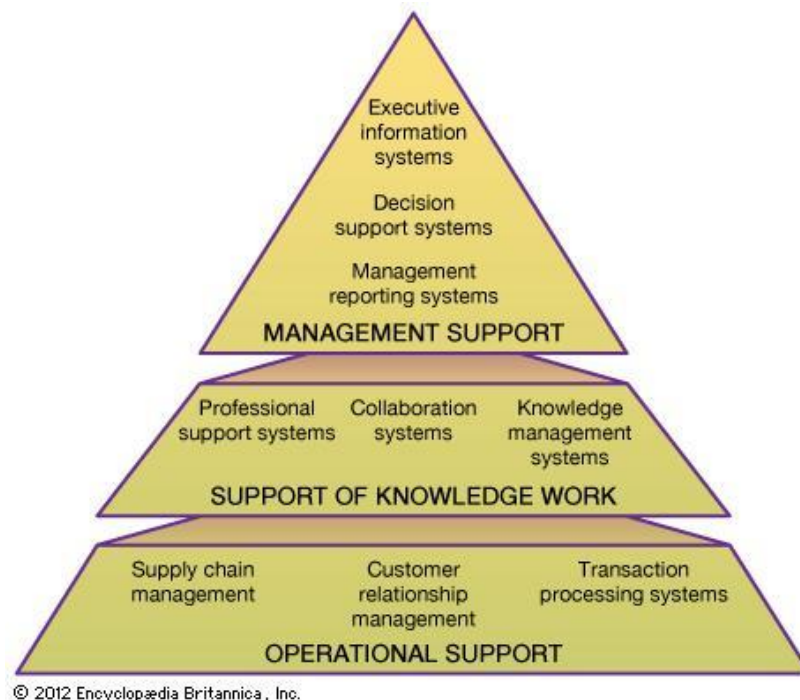 Executive
information
systems
Decision
support systems
Management
reporting systems
MANAGEMENT SUPPORT
Professional
support systems
Collaboration
systems
Knowledge
management
systems
SUPPORT OF KNOWLEDGE WORK
Supply chain
management
Customer
relationship
management
Transaction
processing systems
OPERATIONAL SUPPORT
© 2012 Encyclopædia Britannica, Inc.